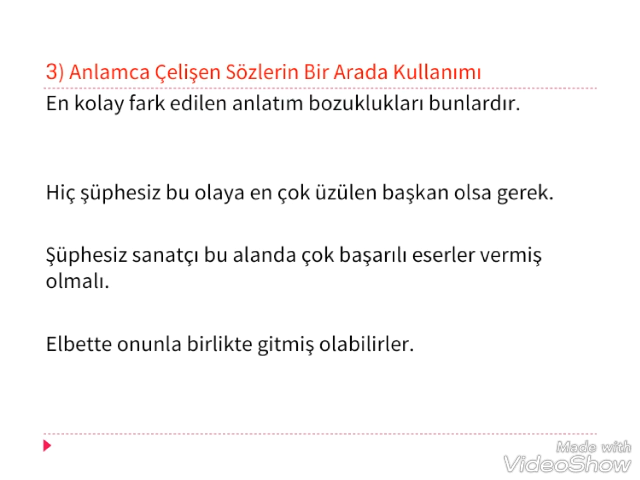 3) Anlamca Çelişen Sözlerin Bir Arada Kullanımı
En kolay fark edilen anlatım bozuklukları bunlardır.
Hiç şüphesiz bu olaya en çok üzülen başkan olsa gerek.
Şüphesiz sanatçı bu alanda çok başarılı eserler vermiş
olmalı.
Elbette onunla birlikte gitmiş olabilirler.
Made with
VideoShow